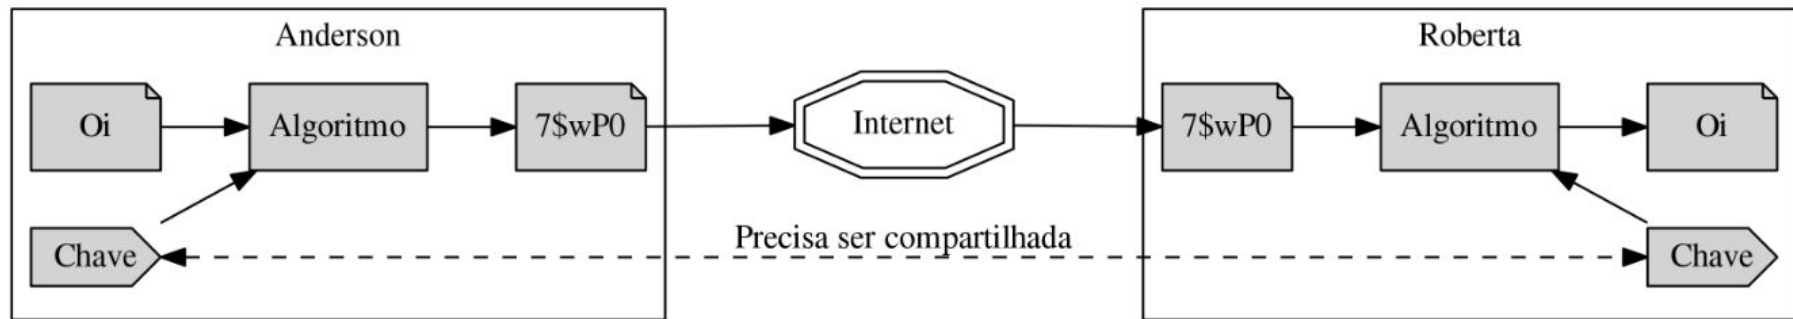 Anderson
Roberta
Oi
Algoritmo
7$wP0
Internet
7$wP0
Algoritmo
Oi
Precisa ser compartilhada
Chave
Chave